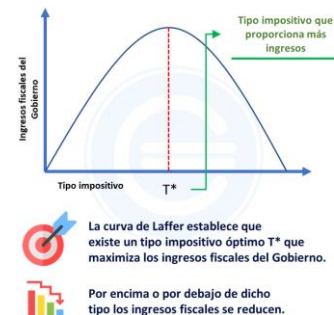 Tipo impositivo que
proporciona más
ingresos
Ingresos fiscales del
Gobierno
Tipo impositivo
T*
La curva de Laffer establece que
existe un tipo impositivo óptimo T* que
maximiza los ingresos fiscales del Gobierno.
Por encima o por debajo de dicho
tipo los ingresos fiscales se reducen.